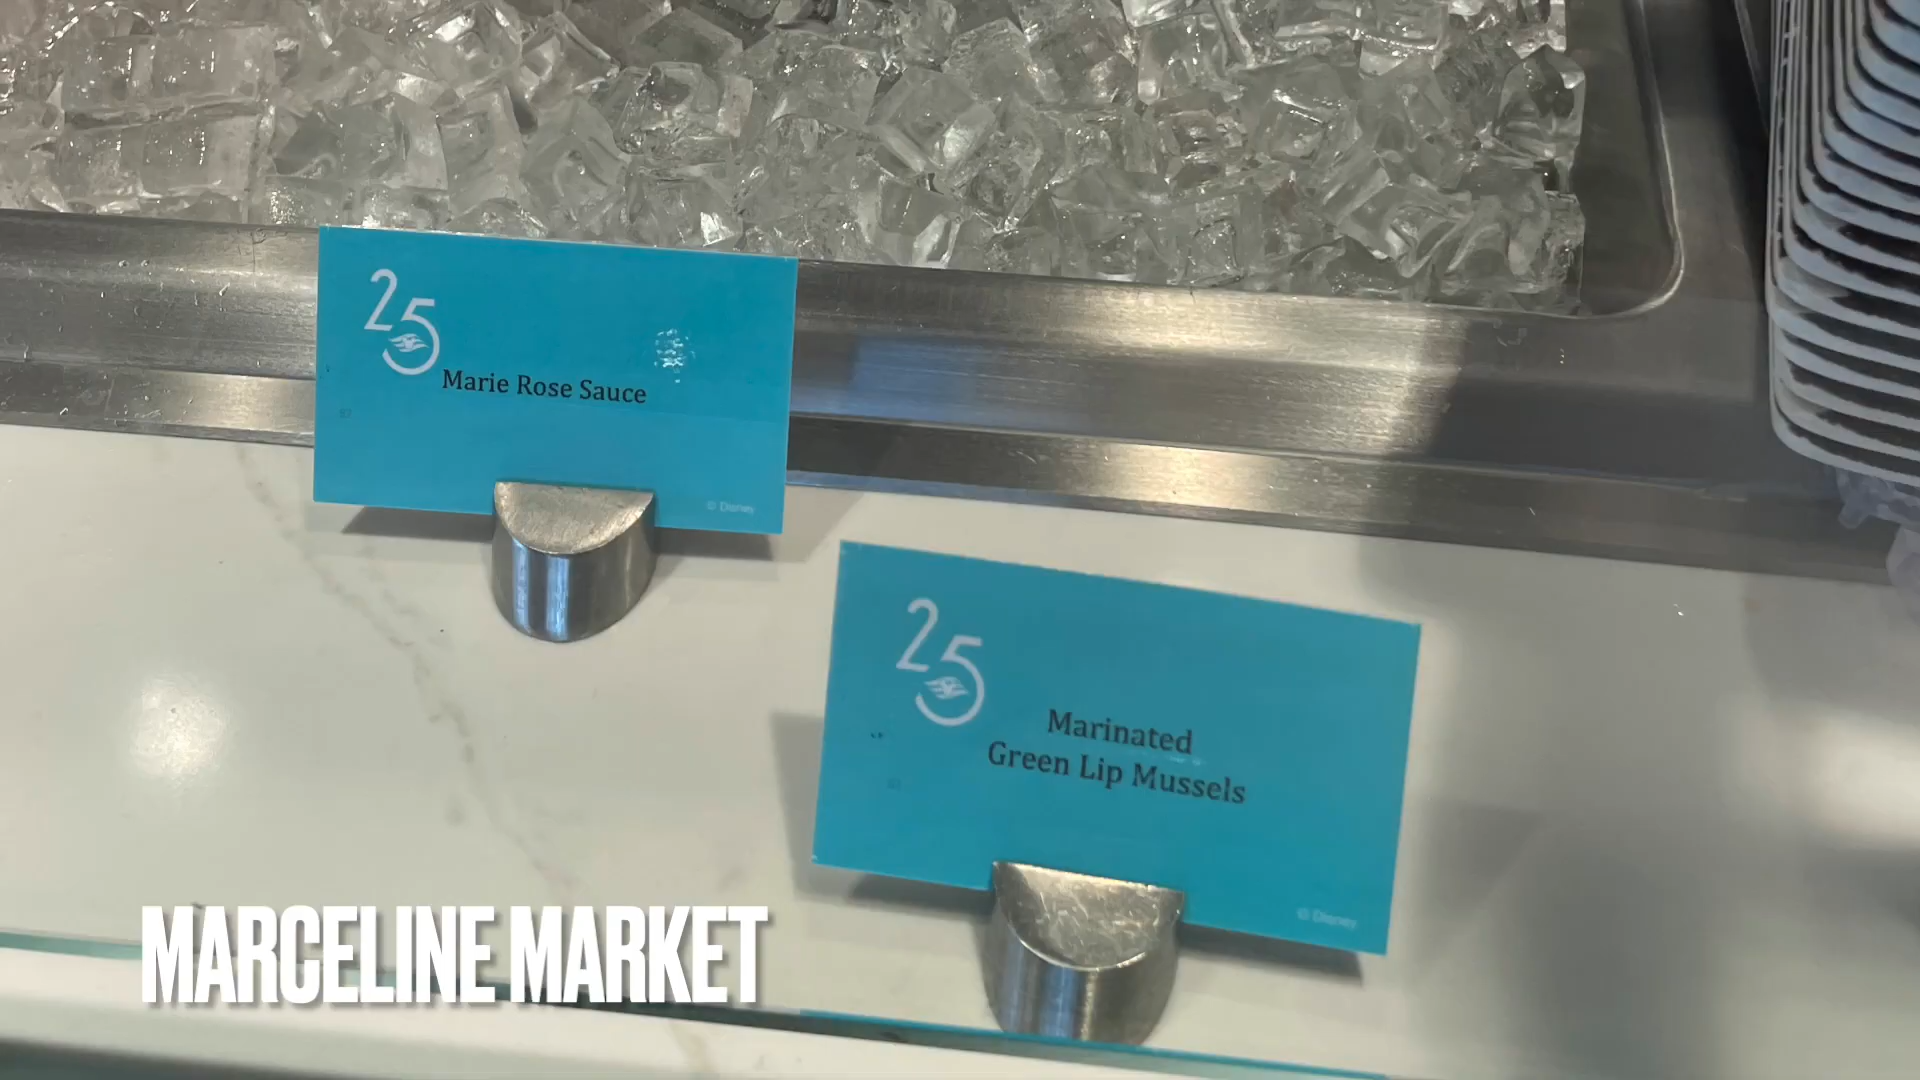 25
Marie Rose Sauce
© Disney
25
Marinated
Green Lip Mussels
© Disney
MARCELINE MARKET